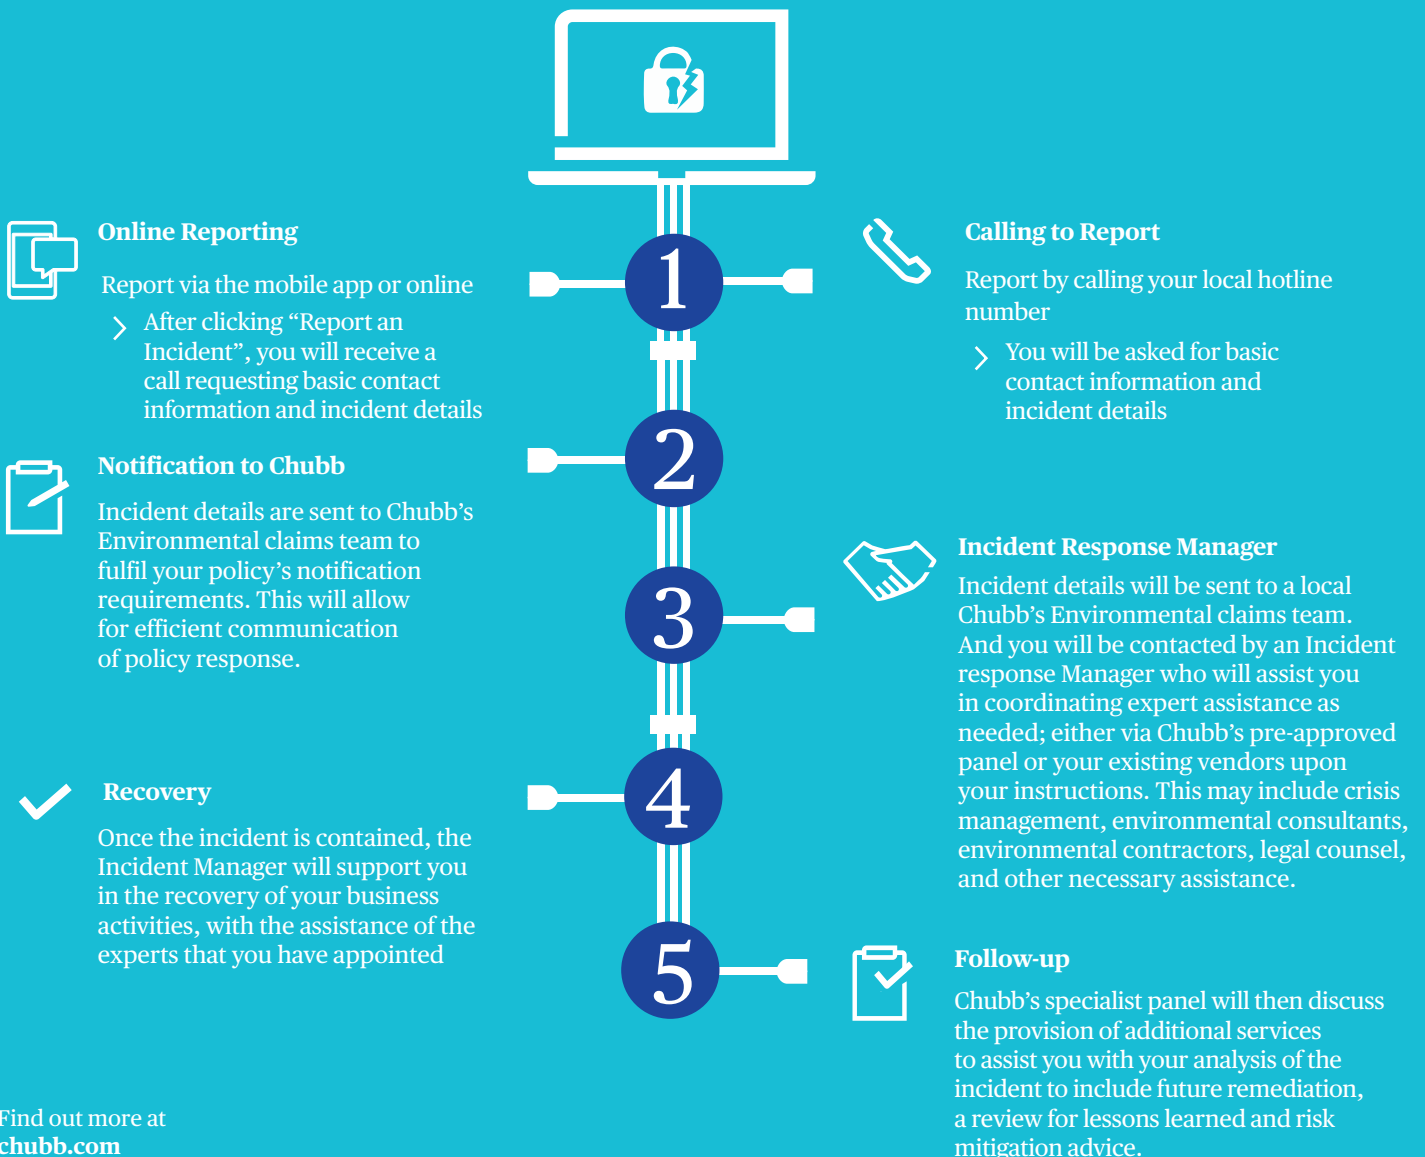 Online Reporting
Report via the mobile app or online
After clicking “Report an
Incident”, you will receive a
call requesting basic contact
information and incident details
1
Calling to Report
Report by calling your local hotline
number
You will be asked for basic
contact information and
incident details
2
Notification to Chubb
Incident details are sent to Chubb’s
Environmental claims team to
fulfil your policy’s notification
requirements. This will allow
for efficient communication
of policy response.
3
Incident Response Manager
Incident details will be sent to a local
Chubb’s Environmental claims team.
And you will be contacted by an Incident
response Manager who will assist you
in coordinating expert assistance as
needed; either via Chubb’s pre-approved
panel or your existing vendors upon
your instructions. This may include crisis
management, environmental consultants,
environmental contractors, legal counsel,
and other necessary assistance.
4
Recovery
Once the incident is contained, the
Incident Manager will support you
in the recovery of your business
activities, with the assistance of the
experts that you have appointed
5
Follow-up
Chubb’s specialist panel will then discuss
the provision of additional services
to assist you with your analysis of the
incident to include future remediation,
a review for lessons learned and risk
mitigation advice.
Find out more at
chubb.com